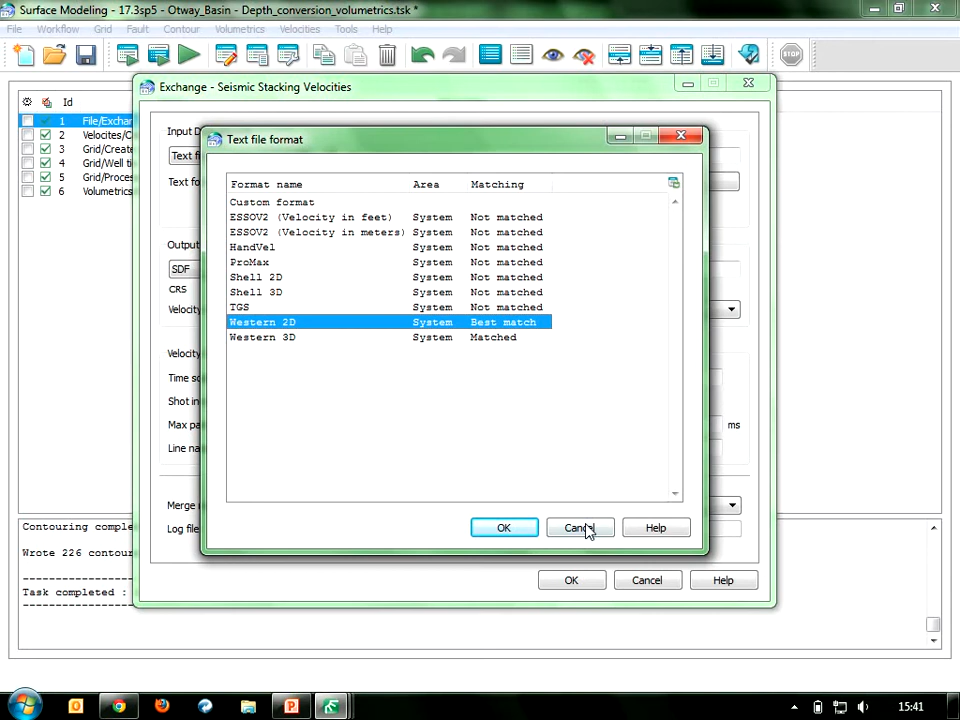 Surface Modeling - 17.3sp5 - Otway_Basin - Depth_conversion_volumetrics.tsk *
File Workflow Grid Fault Contour Volumetrics Velocities Tools Help
STOP
Exchange - Seismic Stacking Velocities
Id
1 File/Exchan
2 Velocites/C
3 Grid/Create
4 Grid/Well ti
5 Grid/Proces
6 Volumetrics
Input D
Text fi
Text fo
Output
SDF
CRS
Velocity
Velocity
Time sc
Shot in
Max pa
ms
Line na
Merge
Log file
Text file format
Format name Area Matching
Custom format
ESSOV2 (Velocity in feet) System Not matched
ESSOV2 (Velocity in meters) System Not matched
HandVel System Not matched
ProMax System Not matched
Shell 2D System Not matched
Shell 3D System Not matched
TGS System Not matched
Western 2D System Best match
Western 3D System Matched
OK Cancel Help
OK Cancel Help
Contouring comple
Wrote 226 contour
--------------------
Task completed :
--------------------
15:41